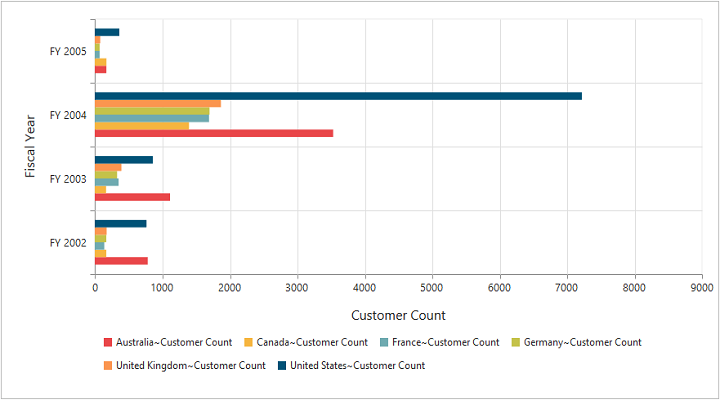 Fiscal Year
FY 2005
FY 2004
FY 2003
FY 2002
0 1000 2000 3000 4000 5000 6000 7000 8000 9000
Customer Count
Australia~Customer Count Canada~Customer Count France~Customer Count Germany~Customer Count
United Kingdom~Customer Count United States~Customer Count